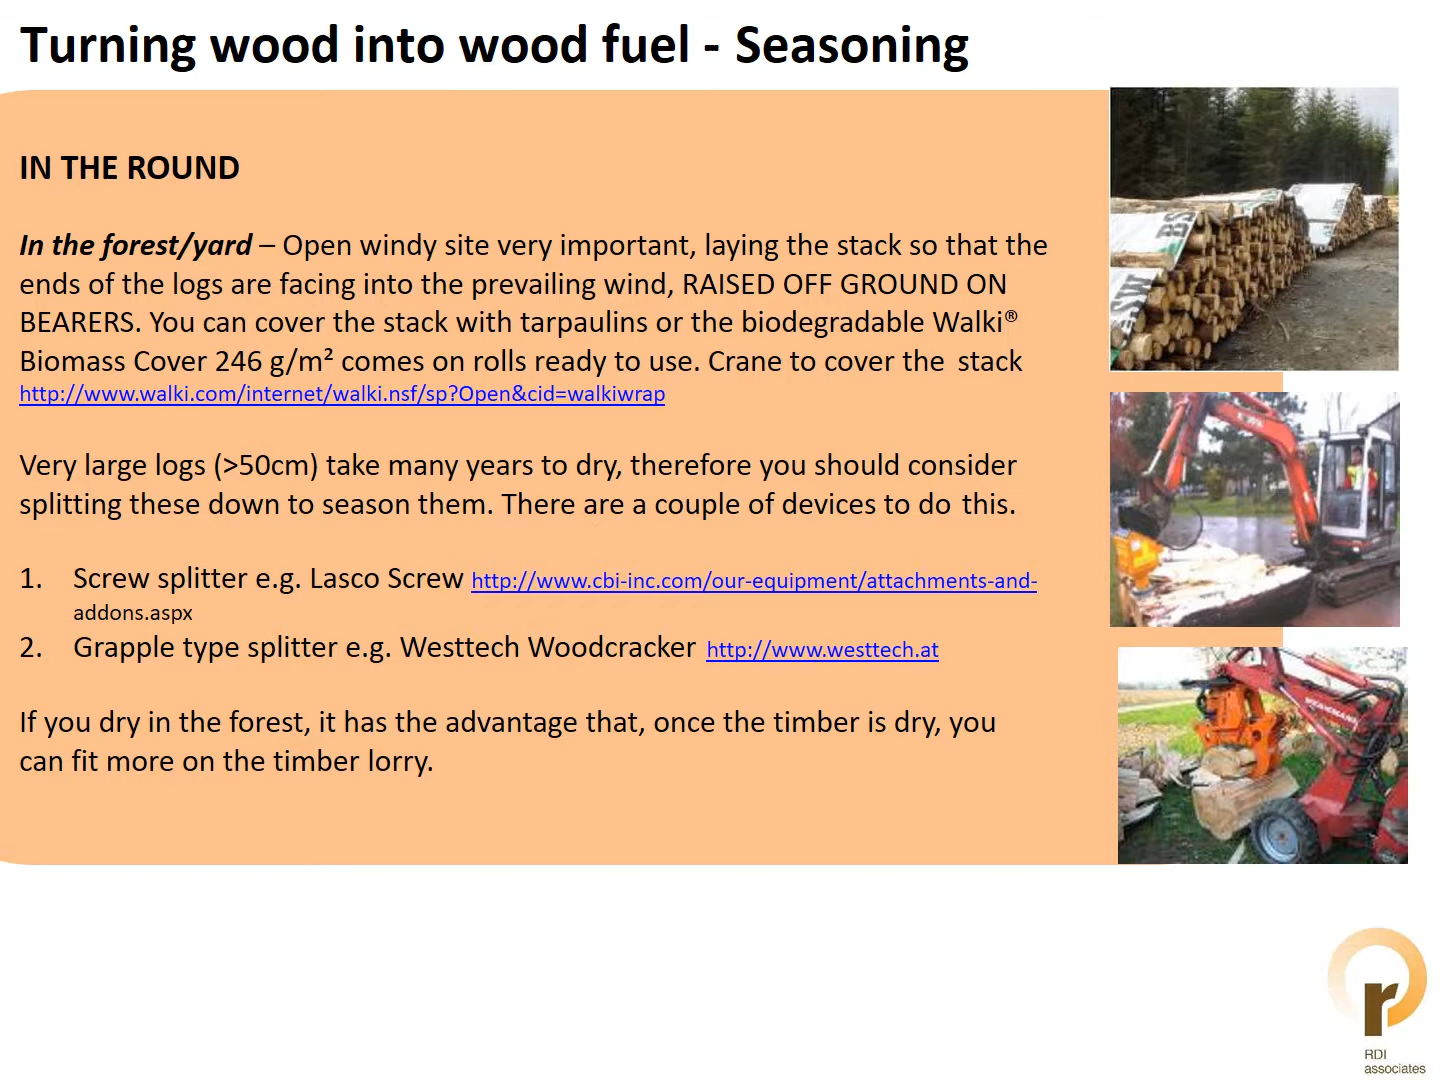 Turning wood into wood fuel - Seasoning
IN THE ROUND
In the forest/yard – Open windy site very important, laying the stack so that the
ends of the logs are facing into the prevailing wind, RAISED OFF GROUND ON
BEARERS. You can cover the stack with tarpaulins or the biodegradable Walki®
Biomass Cover 246 g/m² comes on rolls ready to use. Crane to cover the stack
http://www.walki.com/internet/walki.nsf/sp?Open&cid=walkiwrap
Very large logs (>50cm) take many years to dry, therefore you should consider
splitting these down to season them. There are a couple of devices to do this.
1. Screw splitter e.g. Lasco Screw http://www.cbi-inc.com/our-equipment/attachments-and-
addons.aspx
2. Grapple type splitter e.g. Westtech Woodcracker http://www.westtech.at
If you dry in the forest, it has the advantage that, once the timber is dry, you
can fit more on the timber lorry.
r
RDI
associates